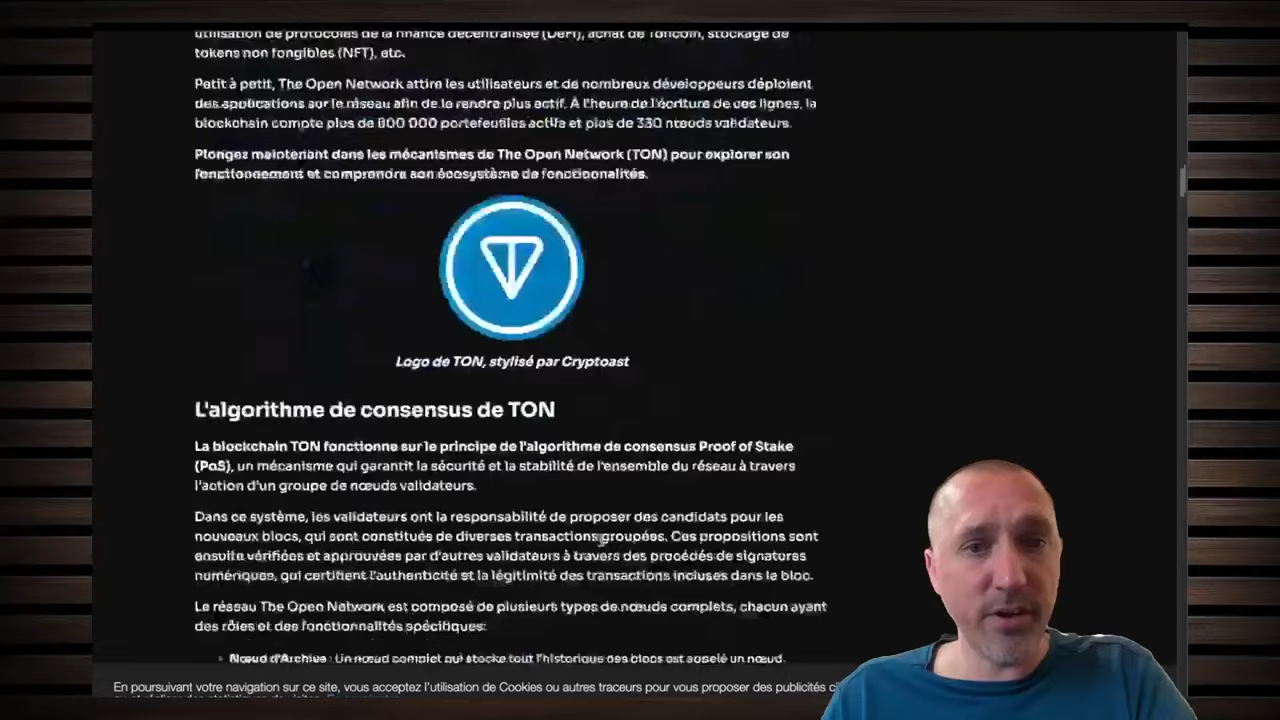 utilisation de protocoles de la finance décentralisée (DeFi), achat de Toncoin, stockage de
tokens non fongibles (NFT), etc.
Petit à petit, The Open Network attire les utilisateurs et de nombreux développeurs déploient
des applications sur le réseau afin de le rendre plus actif. À l'heure de l'écriture de ces lignes, la
blockchain compte plus de 000 portefeuilles actifs et plus de 330 nœuds validateurs.
Plongez maintenant dans les mécanismes de The Open Network (TON) pour explorer son
fonctionnement et comprendre son écosystème de fonctionnalités.
Logo de TON, stylisé par Cryptoast
L'algorithme de consensus de TON
La blockchain TON fonctionne sur le principe de l'algorithme de consensus Proof of Stake
(PoS), un mécanisme qui garantit la sécurité et la stabilité de l'ensemble du réseau à travers
l'action d'un groupe de nœuds validateurs.
Dans ce système, les validateurs ont la responsabilité de proposer des candidats pour les
nouveaux blocs, qui sont constitués de diverses transactions groupées. Ces propositions sont
ensuite vérifiées et approuvées par d'autres validateurs à travers des procédés de signatures
numériques, qui certifient l'authenticité et la légitimité des transactions incluses dans le bloc.
Le réseau The Open Network est composé de plusieurs types de nœuds complets, chacun ayant
des rôles et des fonctionnalités spécifiques:
Nœud d'Archive Un nœud complet qui stocke tout l'historique des blocs est appelé un nœud
En poursuivant votre navigation sur ce site, vous acceptez l'utilisation de Cookies ou autres traceurs pour vous proposer des publicités